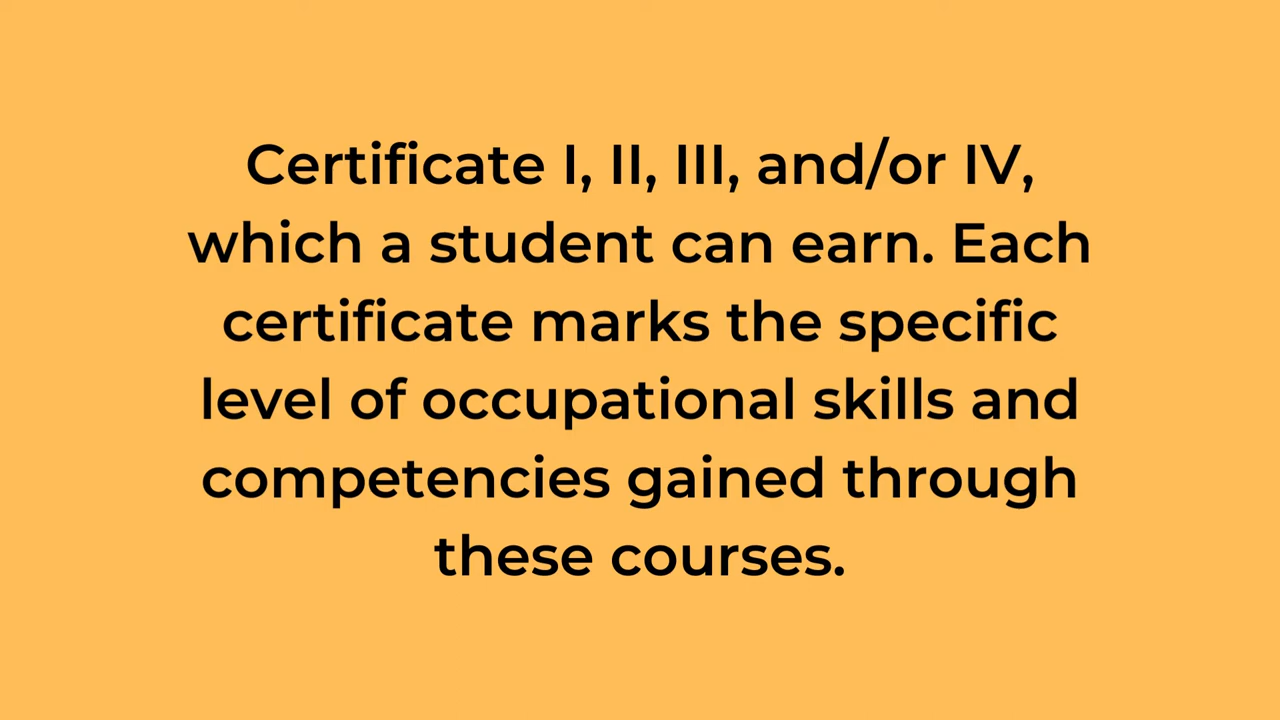 Certificate I, II, III, and/or IV,
which a student can earn. Each
certificate marks the specific
level of occupational skills and
competencies gained through
these courses.